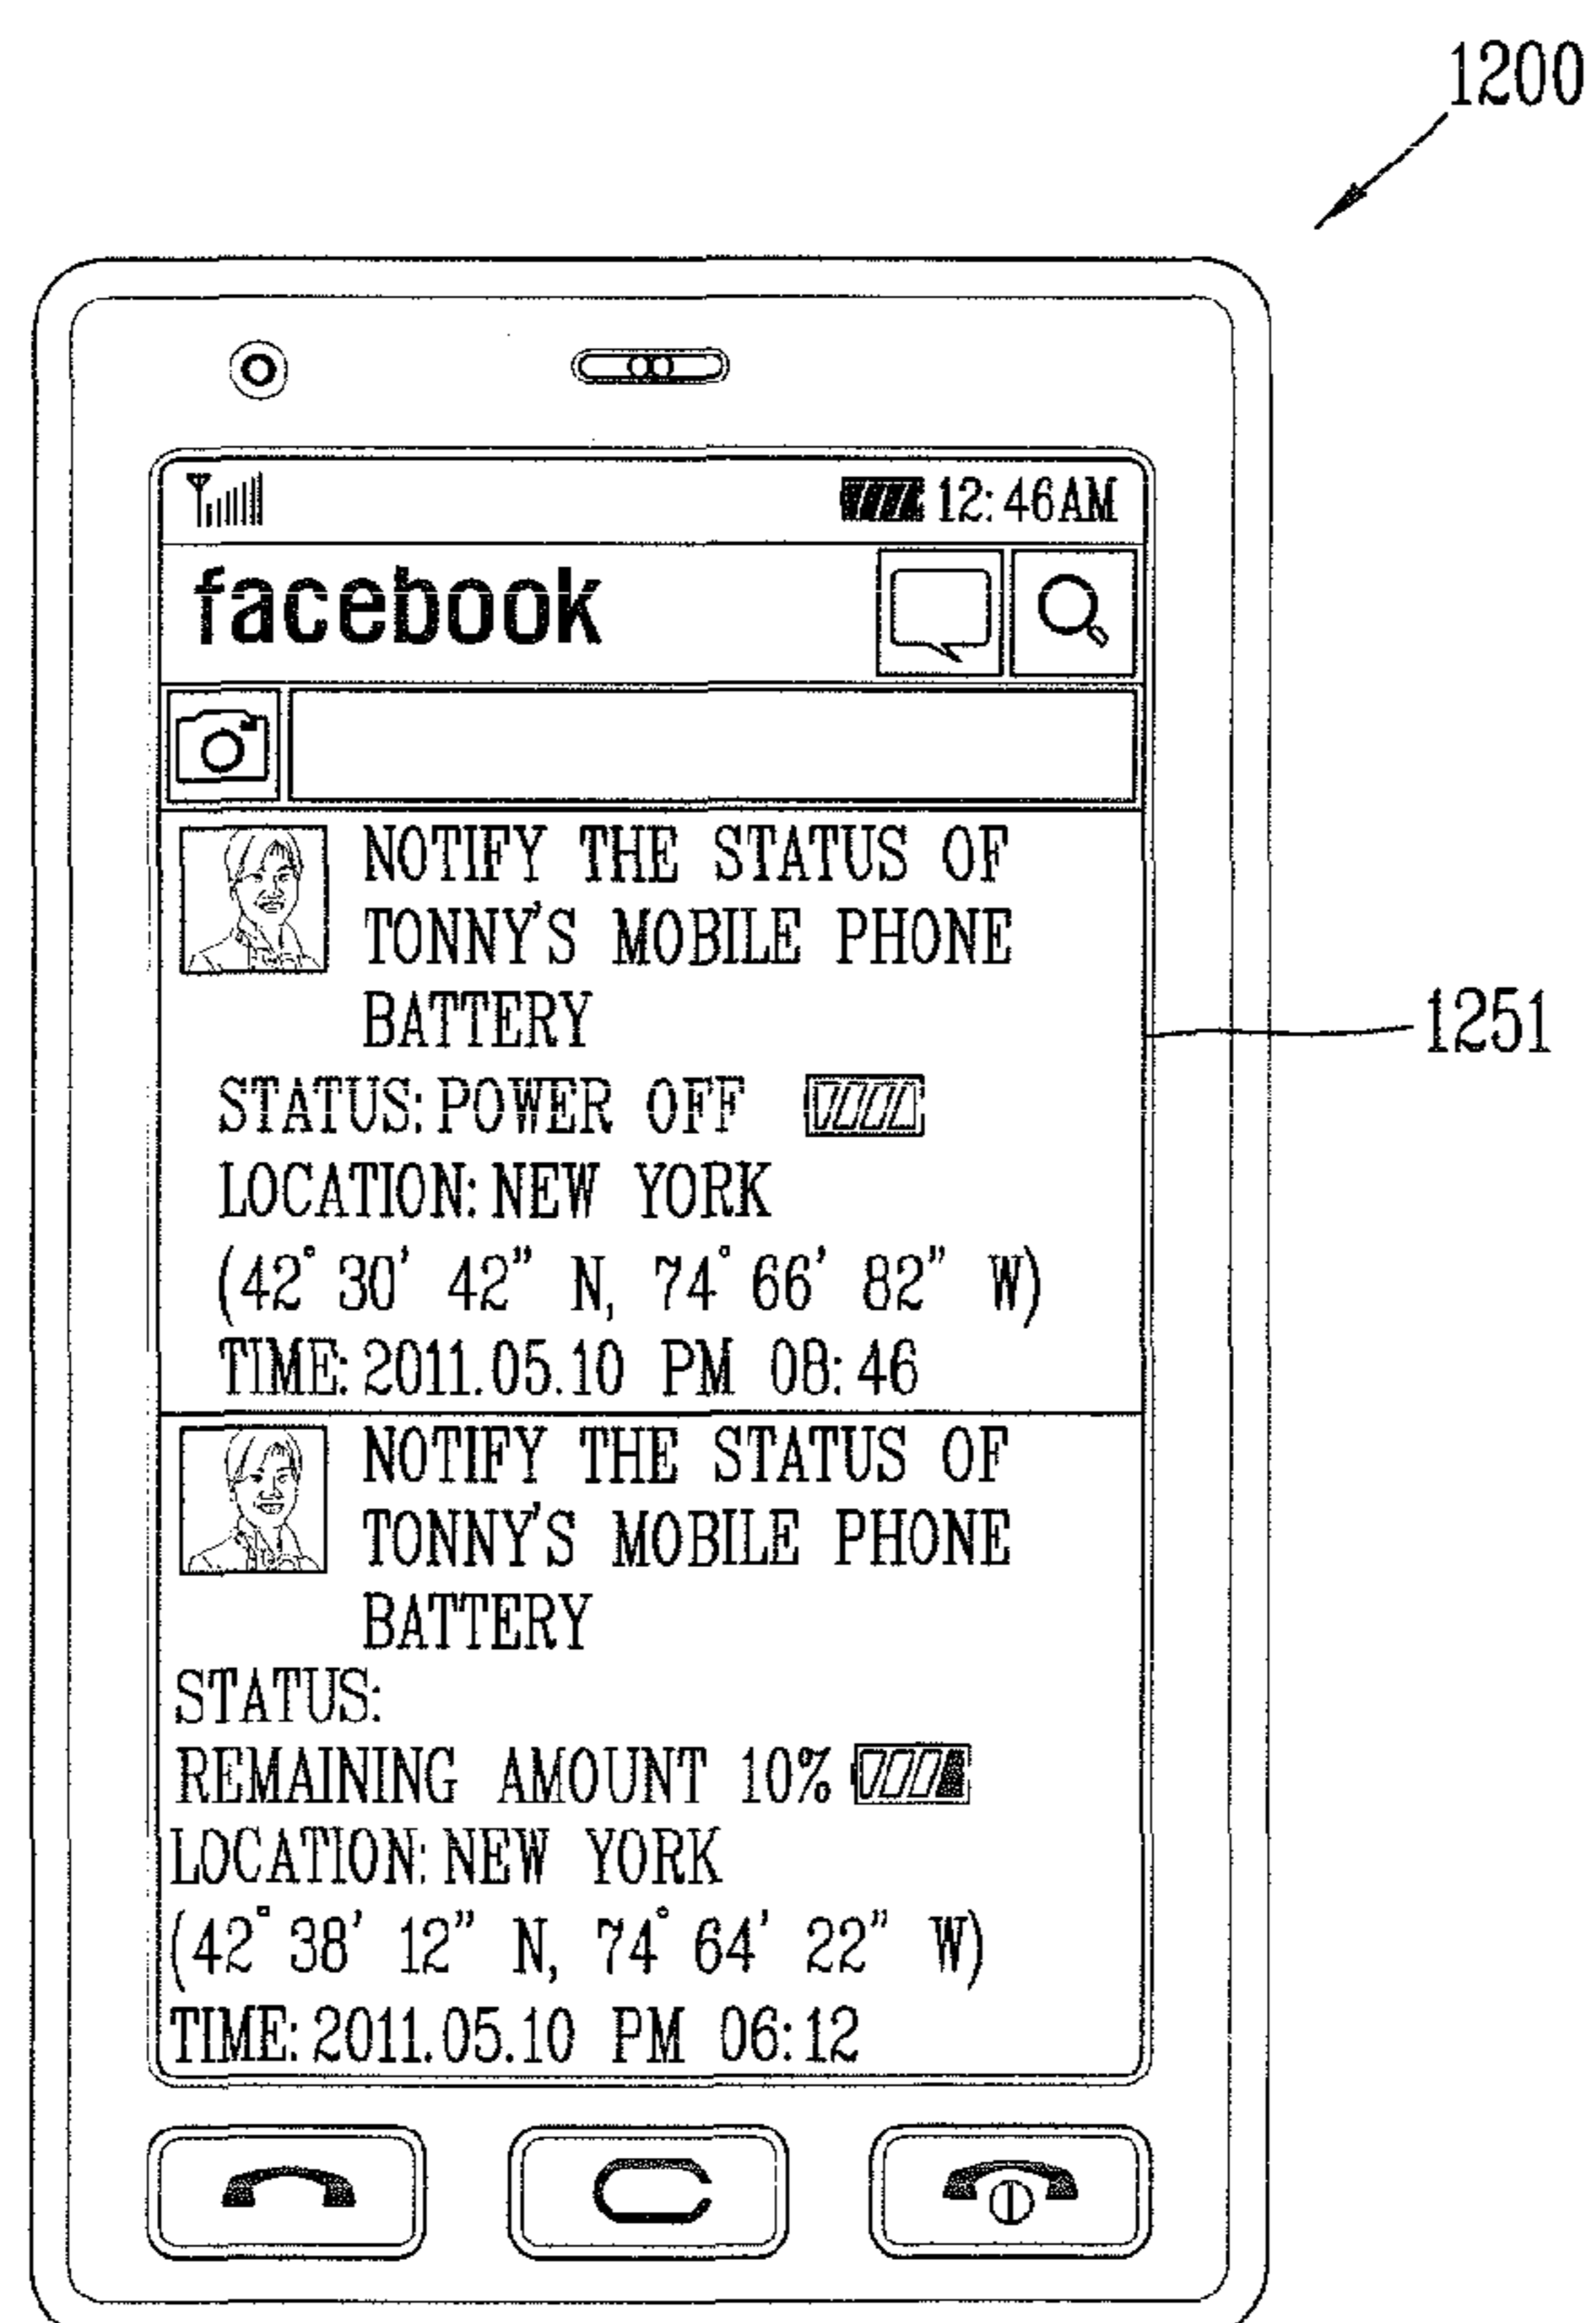 1200
12:46AM
facebook
NOTIFY THE STATUS OF
TONNY'S MOBILE PHONE
BATTERY
1251
STATUS: POWER OFF
LOCATION: NEW YORK
(42° 30' 42" N, 74° 66' 82" W)
TIME: 2011.05.10 PM 08:46
NOTIFY THE STATUS OF
TONNY'S MOBILE PHONE
BATTERY
STATUS:
REMAINING AMOUNT 10%
LOCATION: NEW YORK
(42° 38' 12" N, 74° 64' 22" W)
TIME: 2011.05.10 PM 06:12